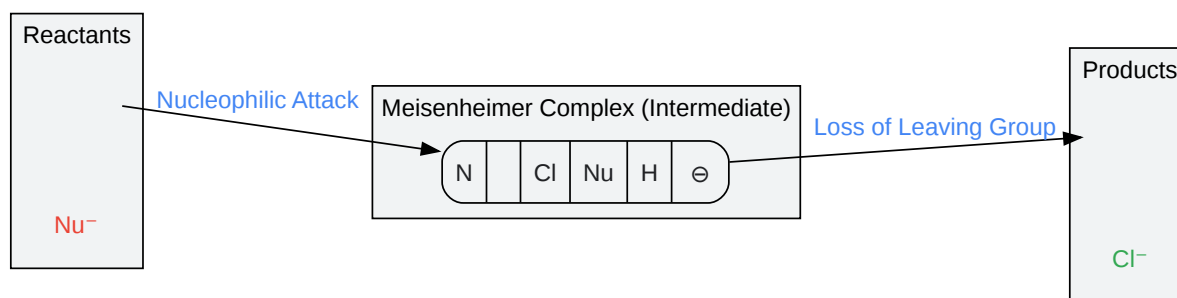 Reactants
Nu⁻
Nucleophilic Attack
Meisenheimer Complex (Intermediate)
N Cl Nu H ⊖
Loss of Leaving Group
Products
Cl⁻